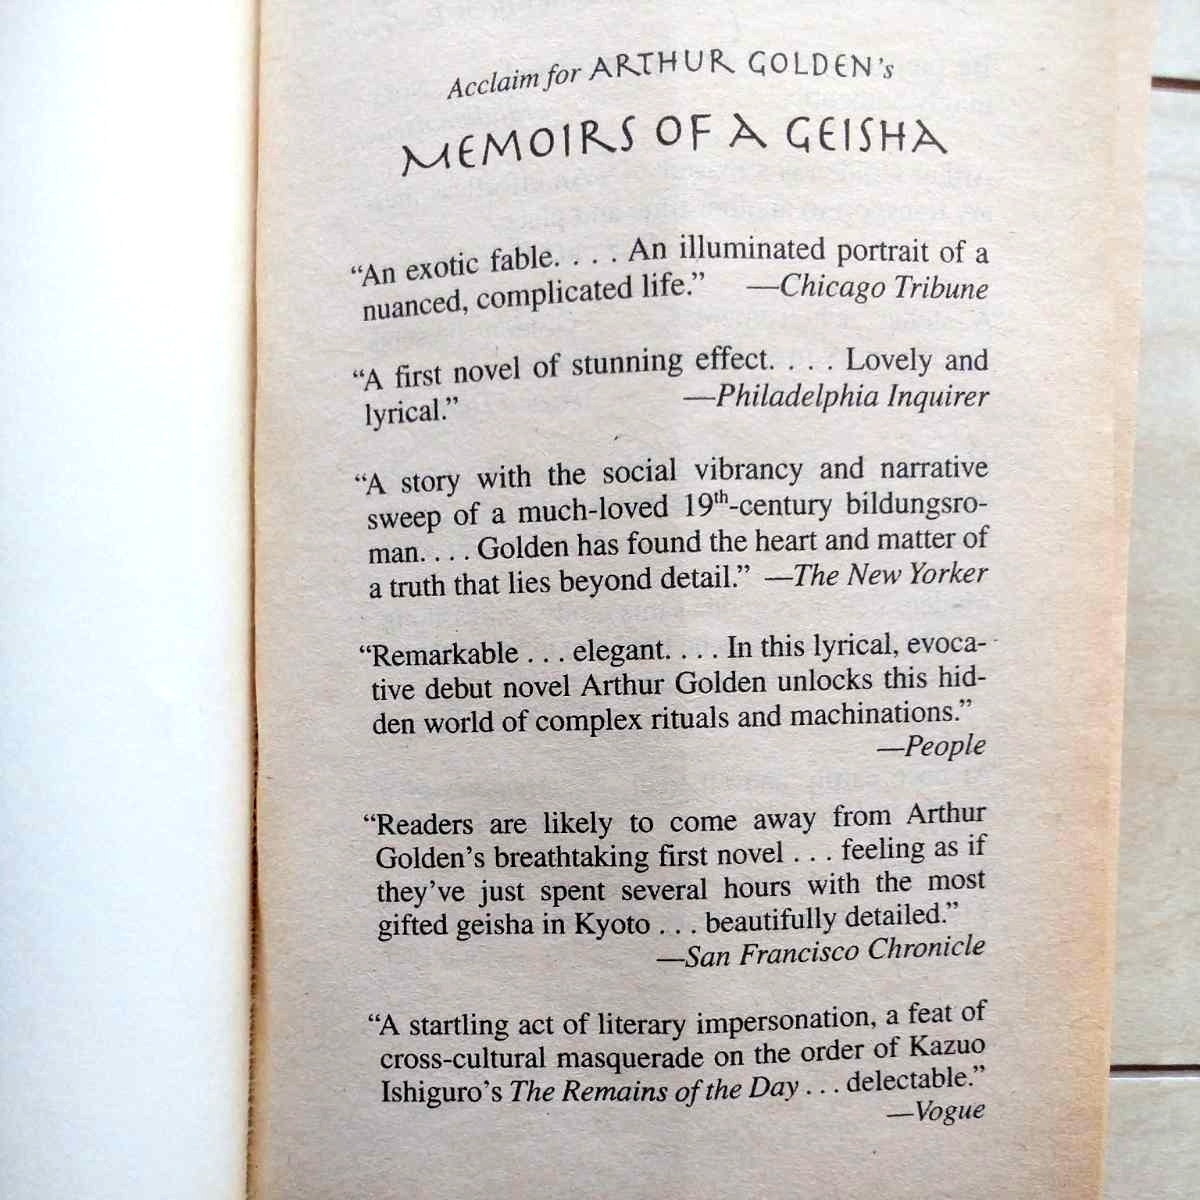 Acclaim for ARTHUR GOLDEN's
MEMOIRS OF A GEISHA
“An exotic fable. . . . An illuminated portrait of a
nuanced, complicated life.” —Chicago Tribune
“A first novel of stunning effect. . . . Lovely and
lyrical.” —Philadelphia Inquirer
“A story with the social vibrancy and narrative
sweep of a much-loved 19th-century bildungsro-
man. . . . Golden has found the heart and matter of
a truth that lies beyond detail.” —The New Yorker
“Remarkable . . . elegant. . . . In this lyrical, evoca-
tive debut novel Arthur Golden unlocks this hid-
den world of complex rituals and machinations.”
—People
“Readers are likely to come away from Arthur
Golden’s breathtaking first novel . . . feeling as if
they’ve just spent several hours with the most
gifted geisha in Kyoto . . . beautifully detailed.”
—San Francisco Chronicle
“A startling act of literary impersonation, a feat of
cross-cultural masquerade on the order of Kazuo
Ishiguro’s The Remains of the Day . . . delectable.”
—Vogue